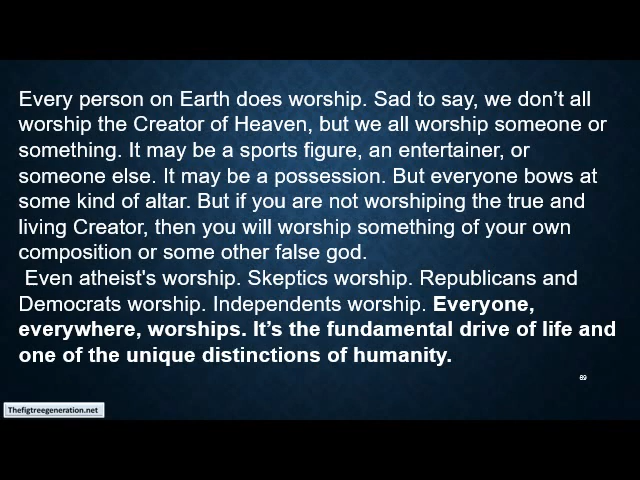 Every person on Earth does worship. Sad to say, we don’t all
worship the Creator of Heaven, but we all worship someone or
something. It may be a sports figure, an entertainer, or
someone else. It may be a possession. But everyone bows at
some kind of altar. But if you are not worshiping the true and
living Creator, then you will worship something of your own
composition or some other false god.
Even atheist's worship. Skeptics worship. Republicans and
Democrats worship. Independents worship. Everyone,
everywhere, worships. It’s the fundamental drive of life and
one of the unique distinctions of humanity.
89
Thefigtreegeneration.net